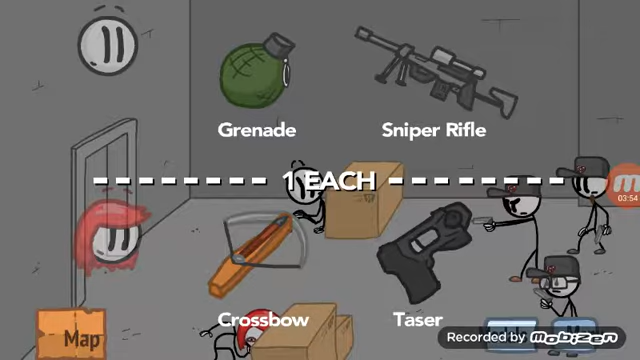 Grenade
Sniper Rifle
1 EACH
03:54
Crossbow
Taser
Map
Recorded by mobizen